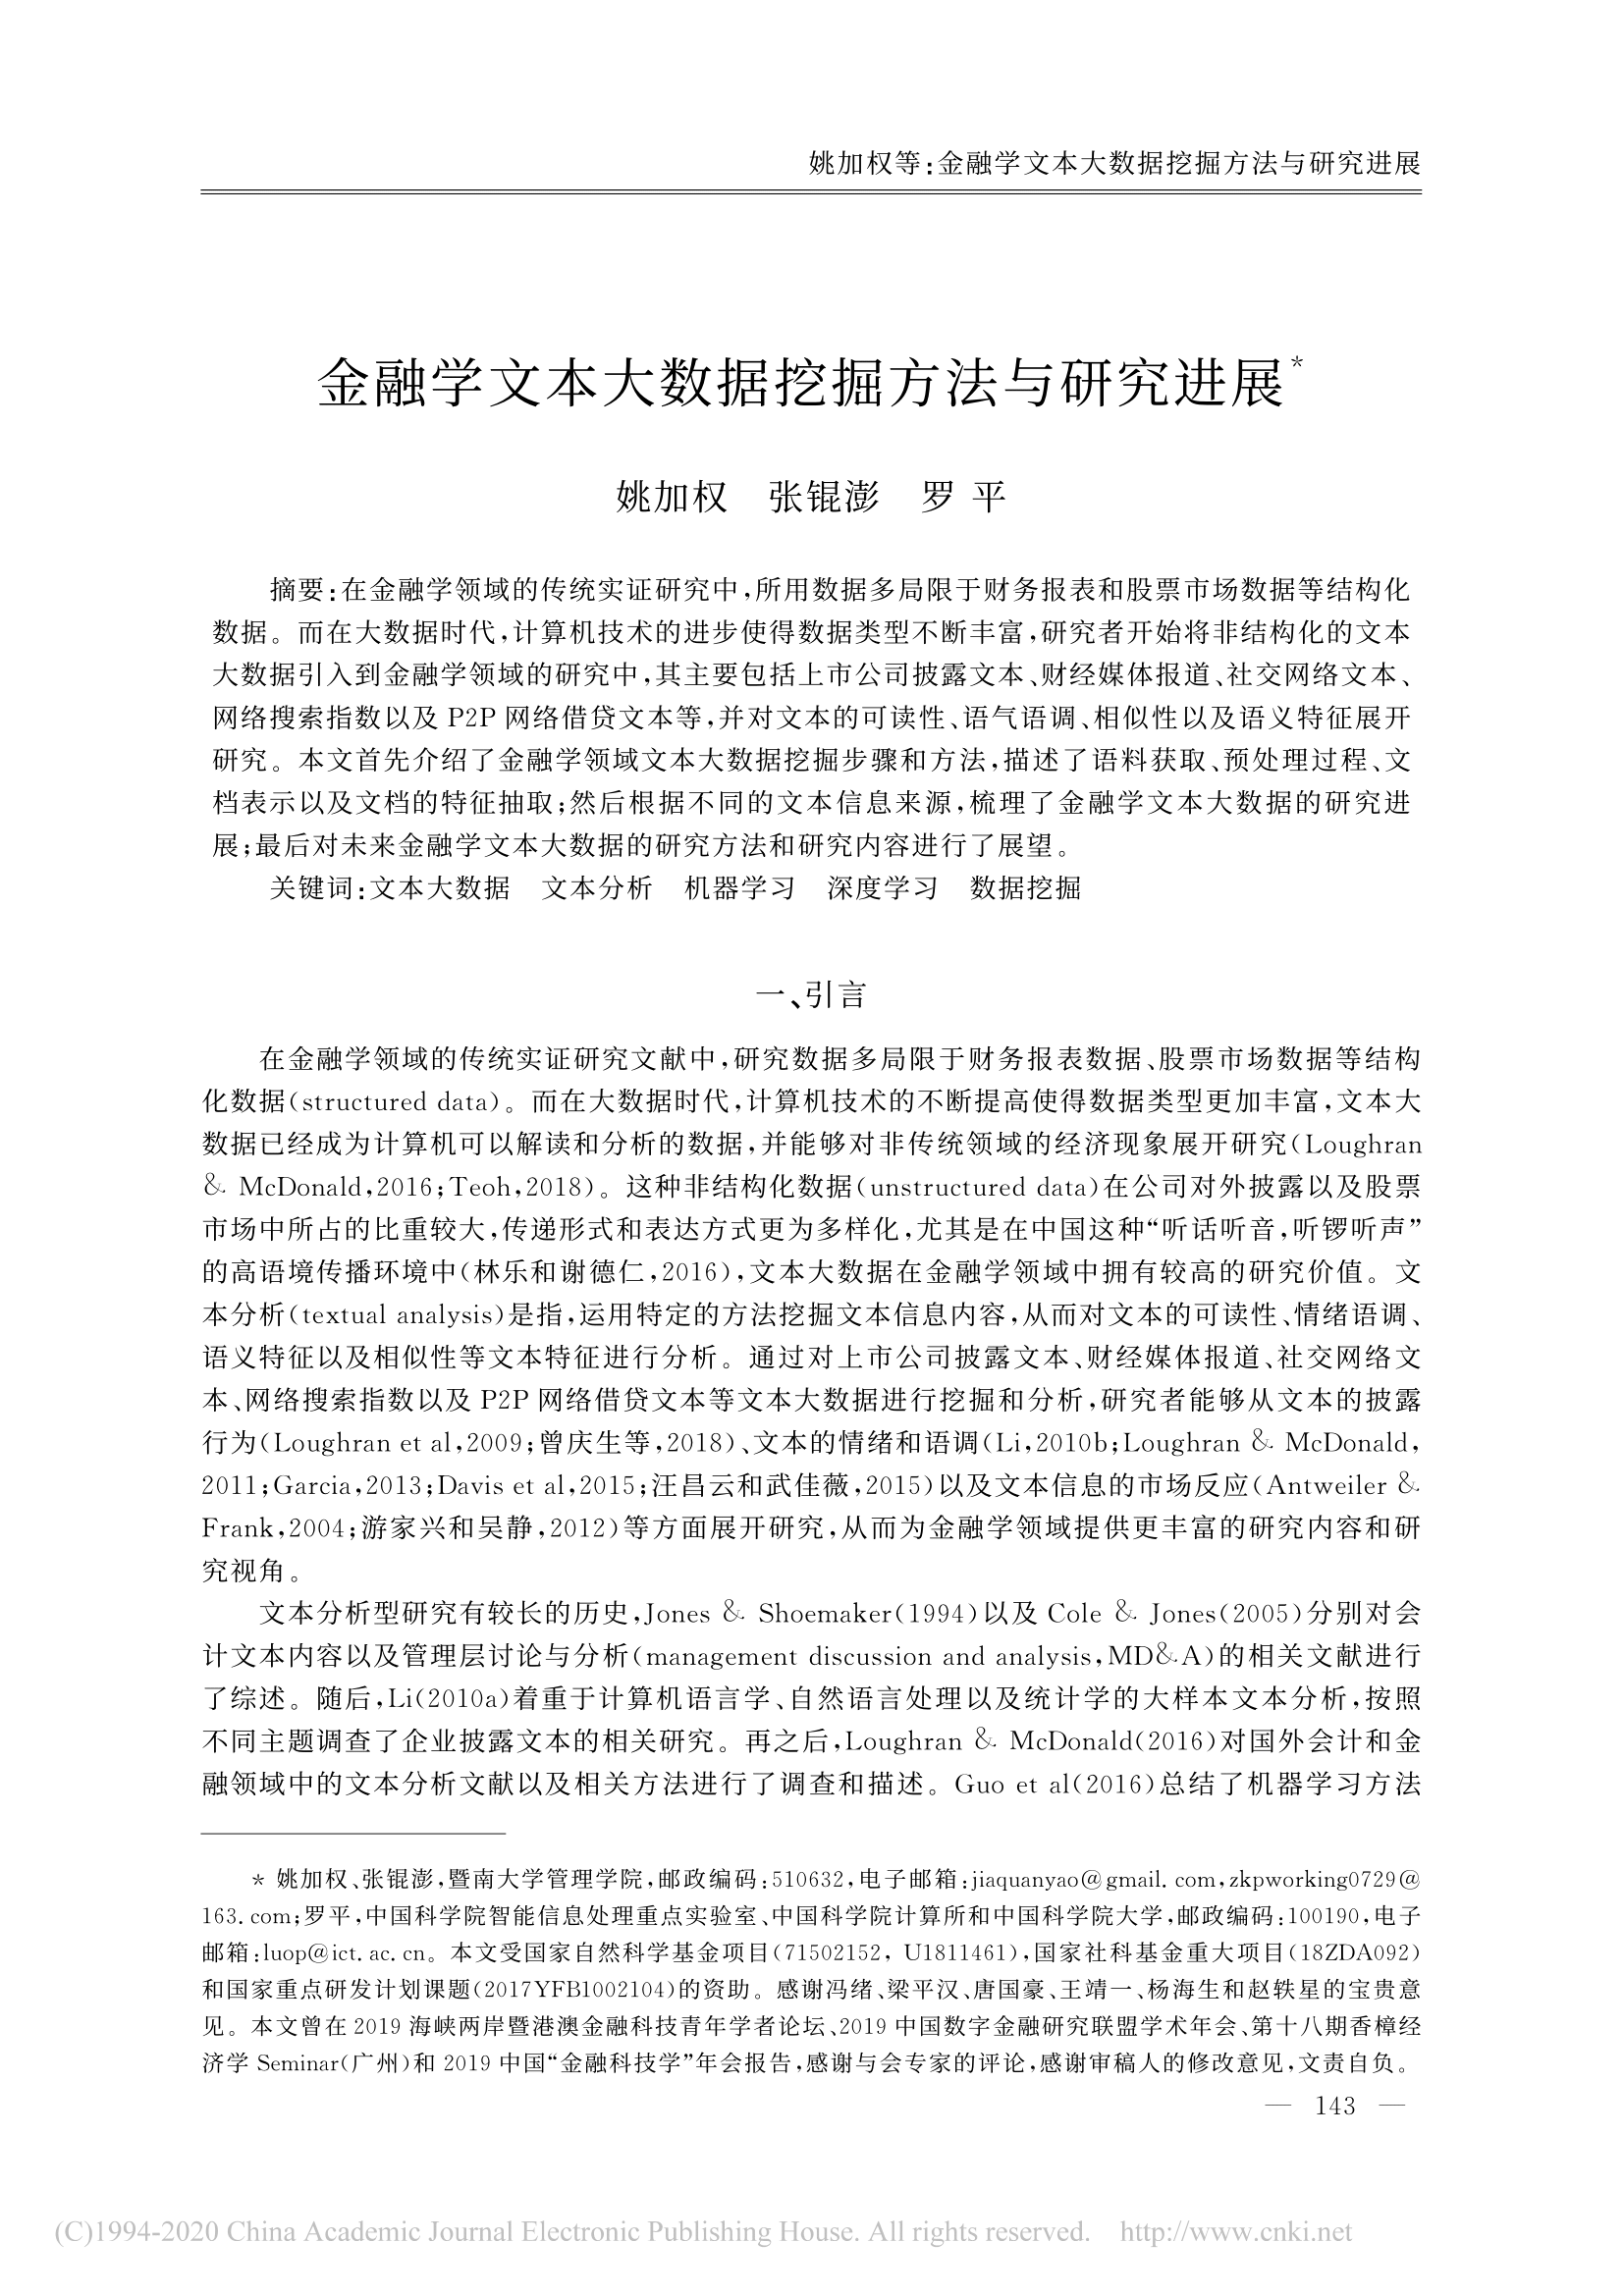 姚加权等:金融学文本大数据挖掘方法与研究进展
金融学文本大数据挖掘方法与研究进展*
姚加权　张锟澎　罗 平
摘要:在金融学领域的传统实证研究中,所用数据多局限于财务报表和股票市场数据等结构化
数据。而在大数据时代,计算机技术的进步使得数据类型不断丰富,研究者开始将非结构化的文本
大数据引入到金融学领域的研究中,其主要包括上市公司披露文本、财经媒体报道、社交网络文本、
网络搜索指数以及 P2P 网络借贷文本等,并对文本的可读性、语气语调、相似性以及语义特征展开
研究。本文首先介绍了金融学领域文本大数据挖掘步骤和方法,描述了语料获取、预处理过程、文
档表示以及文档的特征抽取;然后根据不同的文本信息来源,梳理了金融学文本大数据的研究进
展;最后对未来金融学文本大数据的研究方法和研究内容进行了展望。
关键词:文本大数据　文本分析　机器学习　深度学习　数据挖掘
一、引言
在金融学领域的传统实证研究文献中,研究数据多局限于财务报表数据、股票市场数据等结构
化数据(structured data)。而在大数据时代,计算机技术的不断提高使得数据类型更加丰富,文本大
数据已经成为计算机可以解读和分析的数据,并能够对非传统领域的经济现象展开研究(Loughran
& McDonald,2016;Teoh,2018)。这种非结构化数据(unstructured data)在公司对外披露以及股票
市场中所占的比重较大,传递形式和表达方式更为多样化,尤其是在中国这种“听话听音,听锣听声”
的高语境传播环境中(林乐和谢德仁,2016),文本大数据在金融学领域中拥有较高的研究价值。文
本分析(textual analysis)是指,运用特定的方法挖掘文本信息内容,从而对文本的可读性、情绪语调、
语义特征以及相似性等文本特征进行分析。通过对上市公司披露文本、财经媒体报道、社交网络文
本、网络搜索指数以及 P2P 网络借贷文本等文本大数据进行挖掘和分析,研究者能够从文本的披露
行为(Loughran et al,2009;曾庆生等,2018)、文本的情绪和语调(Li,2010b;Loughran & McDonald,
2011;Garcia,2013;Davis et al,2015;汪昌云和武佳薇,2015)以及文本信息的市场反应(Antweiler &
Frank,2004;游家兴和吴静,2012)等方面展开研究,从而为金融学领域提供更丰富的研究内容和研
究视角。
文本分析型研究有较长的历史,Jones & Shoemaker(1994)以及 Cole & Jones(2005)分别对会
计文本内容以及管理层讨论与分析(management discussion and analysis,MD&A)的相关文献进行
了综述。随后,Li(2010a)着重于计算机语言学、自然语言处理以及统计学的大样本文本分析,按照
不同主题调查了企业披露文本的相关研究。再之后,Loughran & McDonald(2016)对国外会计和金
融领域中的文本分析文献以及相关方法进行了调查和描述。Guo et al(2016)总结了机器学习方法
* 姚加权、张锟澎,暨南大学管理学院,邮政编码:510632,电子邮箱:jiaquanyao@gmail.com,zkpworking0729@
163.com;罗平,中国科学院智能信息处理重点实验室、中国科学院计算所和中国科学院大学,邮政编码:100190,电子
邮箱:luop@ict.ac.cn。本文受国家自然科学基金项目(71502152, U1811461),国家社科基金重大项目(18ZDA092)
和国家重点研发计划课题(2017YFB1002104)的资助。感谢冯绪、梁平汉、唐国豪、王靖一、杨海生和赵轶星的宝贵意
见。本文曾在 2019 海峡两岸暨港澳金融科技青年学者论坛、2019 中国数字金融研究联盟学术年会、第十八期香樟经
济学 Seminar(广州)和 2019 中国“金融科技学”年会报告,感谢与会专家的评论,感谢审稿人的修改意见,文责自负。
— 143 —
(C)1994-2020 China Academic Journal Electronic Publishing House. All rights reserved. http://www.cnki.net